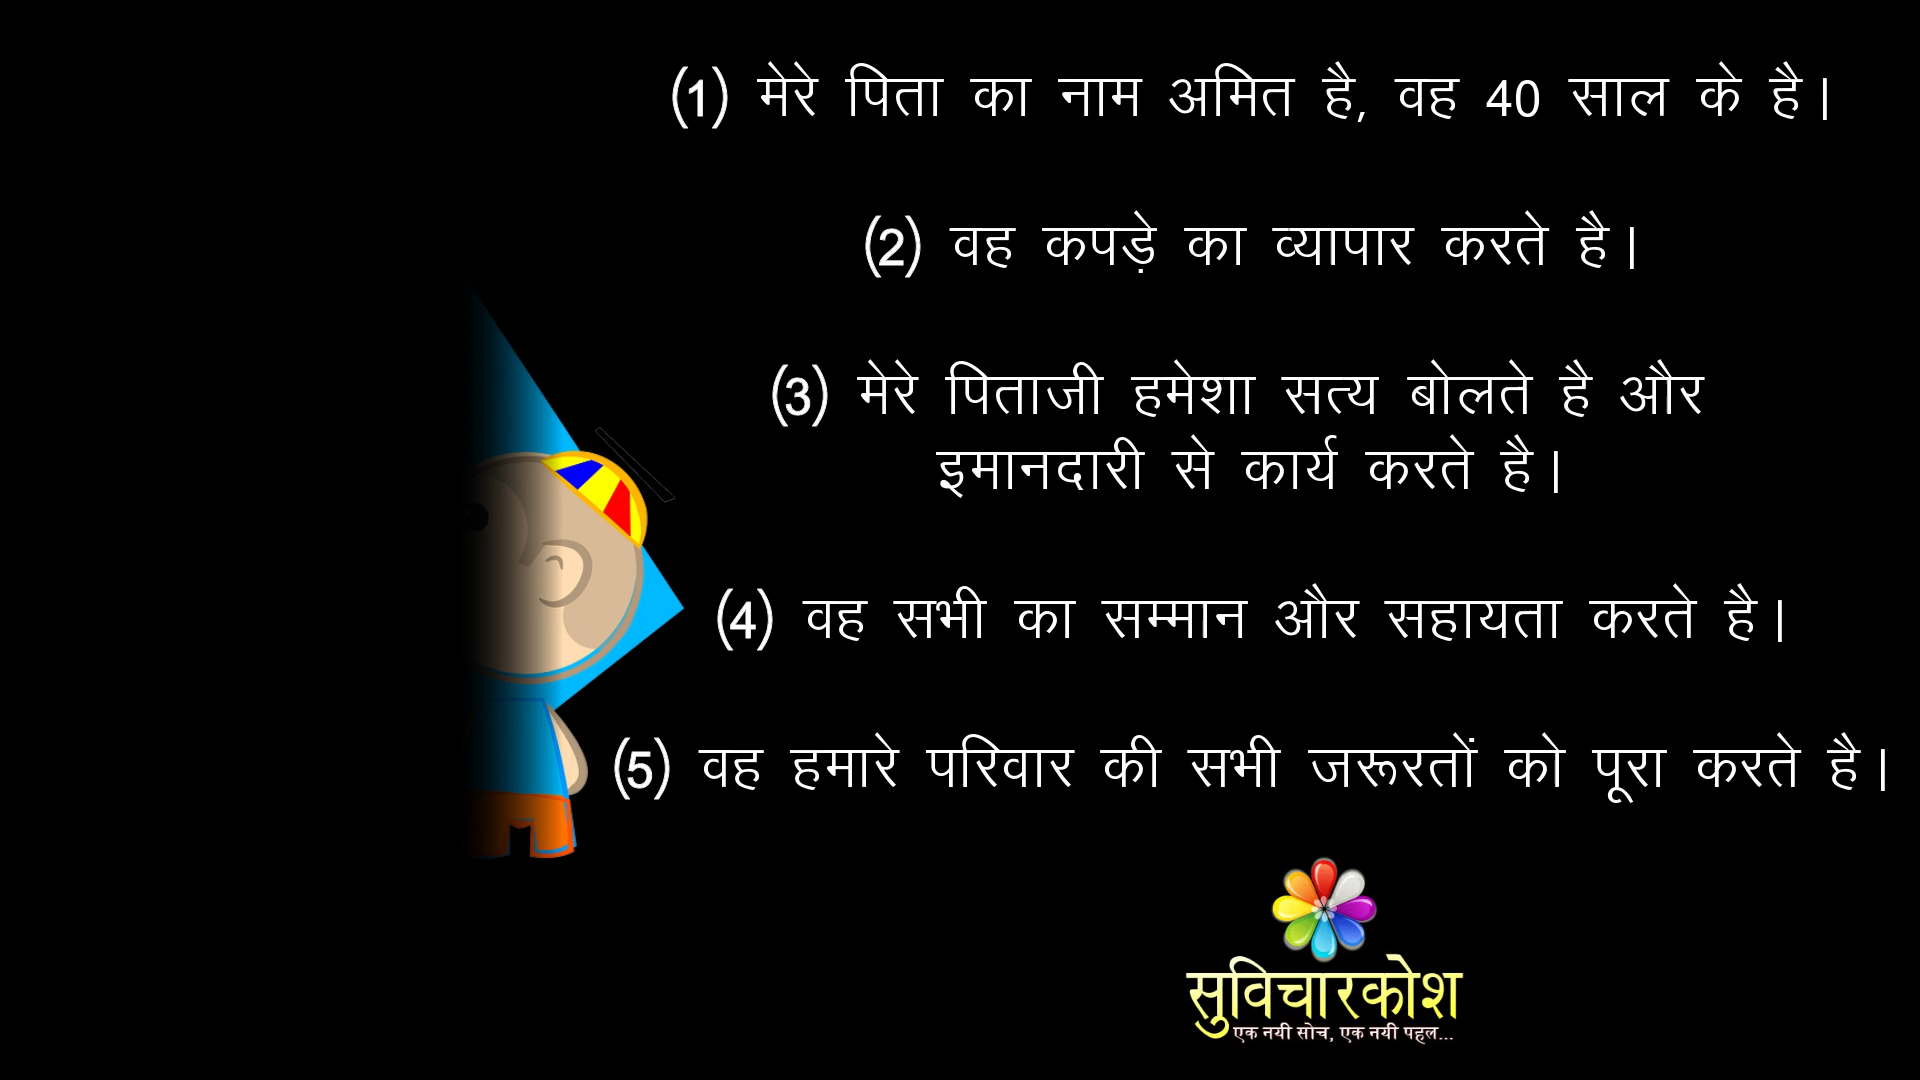 (1) मेरे पिता का नाम अमित है, वह 40 साल के है।
(2) वह कपड़े का व्यापार करते है।
(3) मेरे पिताजी हमेशा सत्य बोलते है और
इमानदारी से कार्य करते है।
(4) वह सभी का सम्मान और सहायता करते है।
(5) वह हमारे परिवार की सभी जरूरतों को पूरा करते है।
सुविचारकोश
एक नयी सोच, एक नयी पहल...